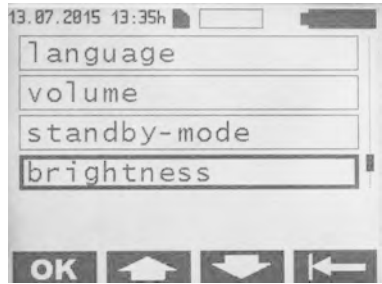 13.07.2015 13:35h
language
volume
standby-mode
brightness
OK